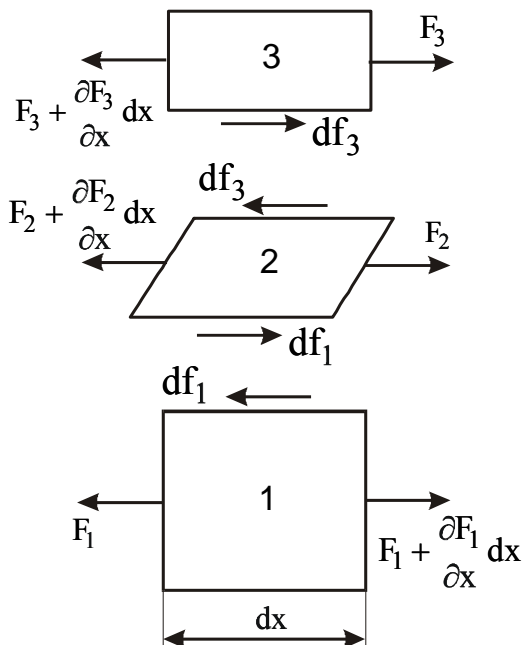 3
F₃
F₃ + ∂F₃/∂x dx
df₃
df₃
F₂ + ∂F₂/∂x dx
2
F₂
df₁
df₁
1
F₁
F₁ + ∂F₁/∂x dx
dx